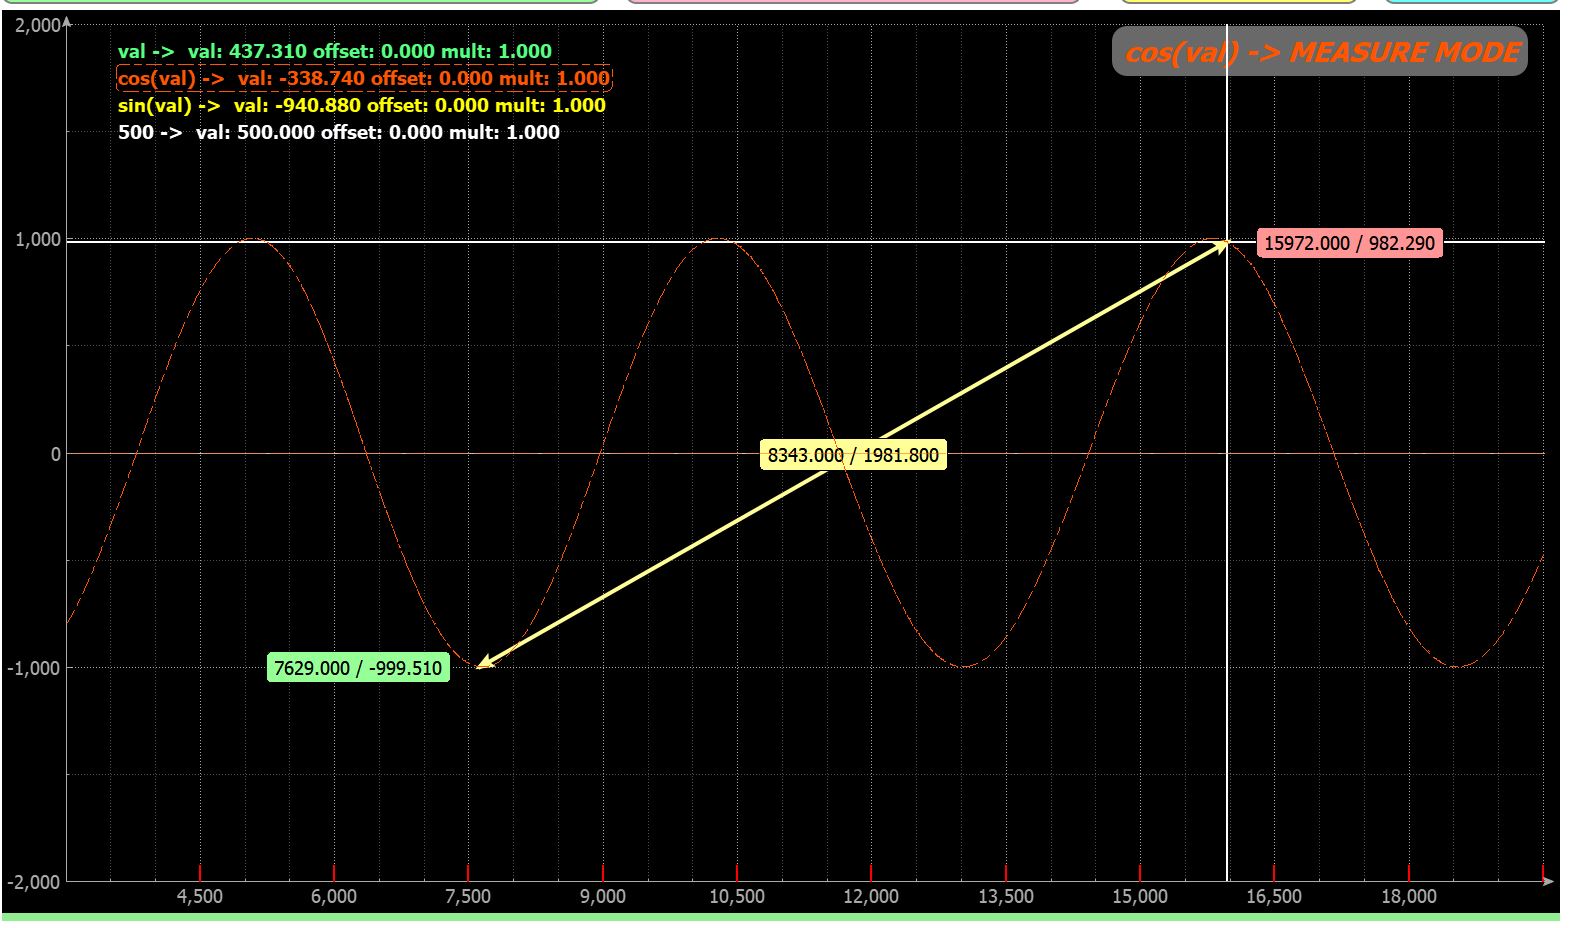 2,000
val ->  val: 437.310 offset: 0.000 mult: 1.000
cos(val) -> MEASURE MODE
cos(val) ->  val: -338.740 offset: 0.000 mult: 1.000
sin(val) ->  val: -940.880 offset: 0.000 mult: 1.000
500 ->  val: 500.000 offset: 0.000 mult: 1.000
1,000
15972.000 / 982.290
0
8343.000 / 1981.800
-1,000
7629.000 / -999.510
-2,000
4,500 6,000 7,500 9,000 10,500 12,000 13,500 15,000 16,500 18,000